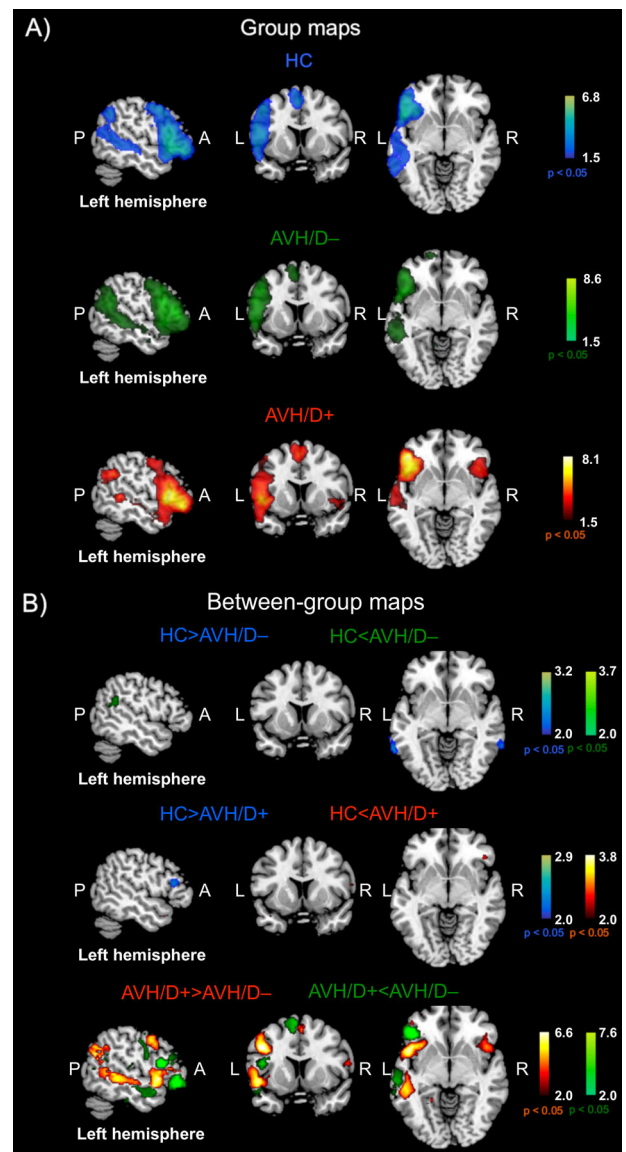 A)
Group maps
HC
P A L R L R
6.8
1.5
p < 0.05
Left hemisphere
AVH/D–
P A L R L R
8.6
1.5
p < 0.05
Left hemisphere
AVH/D+
P A L R L R
8.1
1.5
p < 0.05
Left hemisphere
B)
Between-group maps
HC>AVH/D– HC<AVH/D–
P A L R L R
3.2 3.7
2.0 2.0
p < 0.05 p < 0.05
Left hemisphere
HC>AVH/D+ HC<AVH/D+
P A L R L R
2.9 3.8
2.0 2.0
p < 0.05 p < 0.05
Left hemisphere
AVH/D+>AVH/D– AVH/D+<AVH/D–
P A L R L R
6.6 7.6
2.0 2.0
p < 0.05 p < 0.05
Left hemisphere